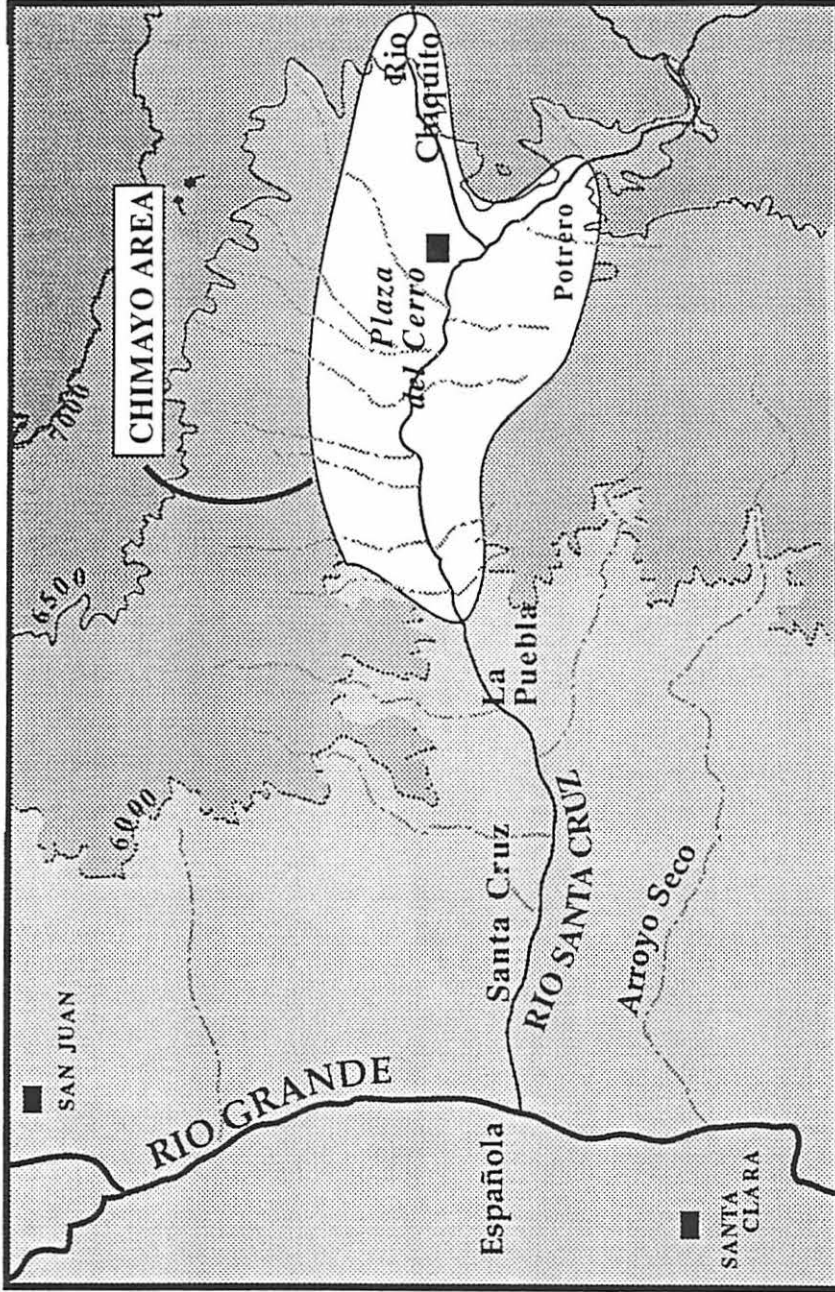 7000
CHIMAYO AREA
6500
6000
Rio
Chiquito
Plaza
del Cerro
Potrero
La
Puebla
Santa Cruz
RIO SANTA CRUZ
Arroyo Seco
SAN JUAN
RIO GRANDE
Española
SANTA
CLARA